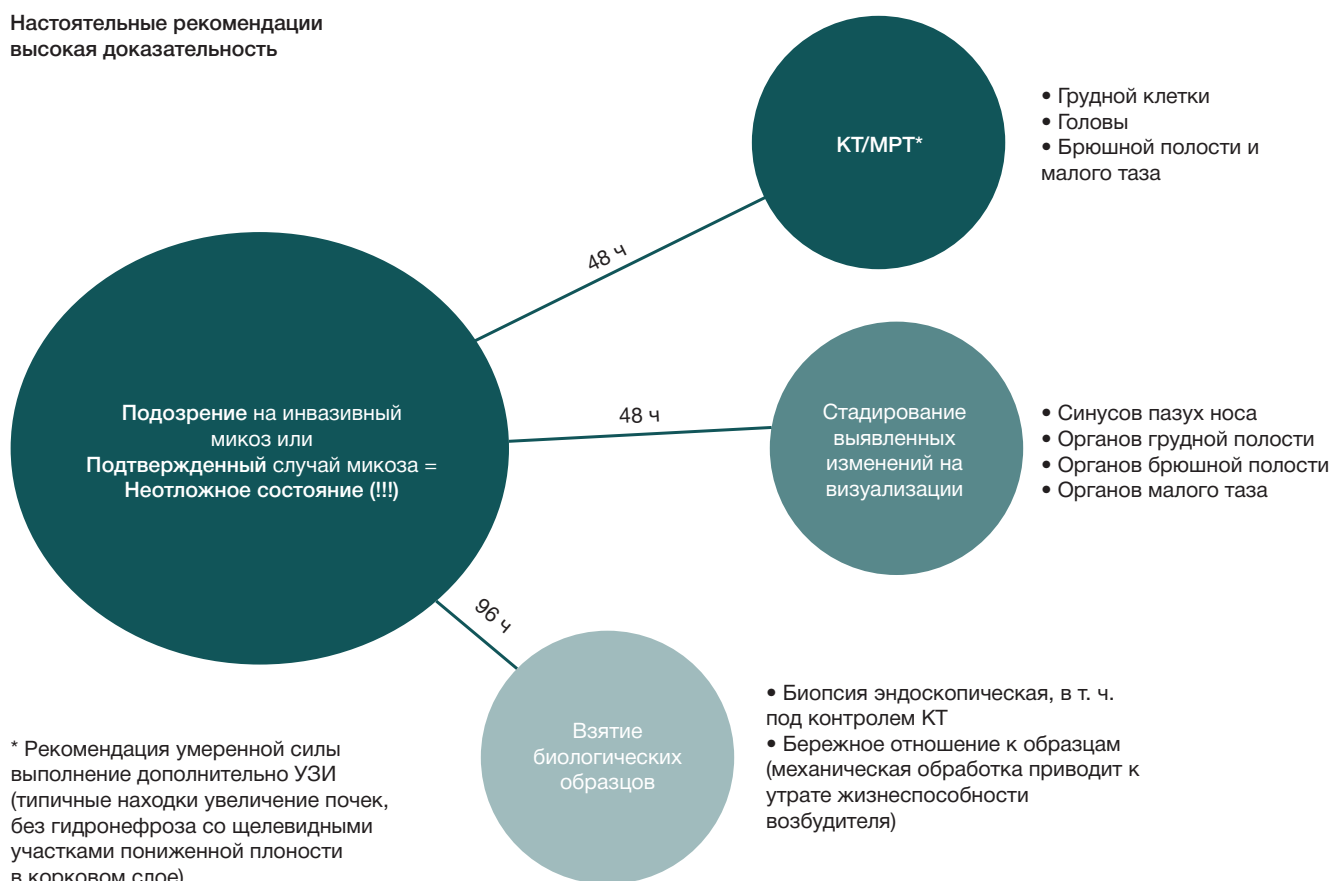 Настоятельные рекомендации
высокая доказательность
КТ/МРТ*
• Грудной клетки
• Головы
• Брюшной полости и
малого таза
48 ч
Подозрение на инвазивный
микоз или
Подтвержденный случай микоза =
Неотложное состояние (!!!)
48 ч
Стадирование
выявленных
изменений на
визуализации
• Синусов пазух носа
• Органов грудной полости
• Органов брюшной полости
• Органов малого таза
96 ч
Взятие
биологических
образцов
• Биопсия эндоскопическая, в т. ч.
под контролем КТ
• Бережное отношение к образцам
(механическая обработка приводит к
утрате жизнеспособности
возбудителя)
* Рекомендация умеренной силы
выполнение дополнительно УЗИ
(типичные находки увеличение почек,
без гидронефроза со щелевидными
участками пониженной плоности
в корковом слое)